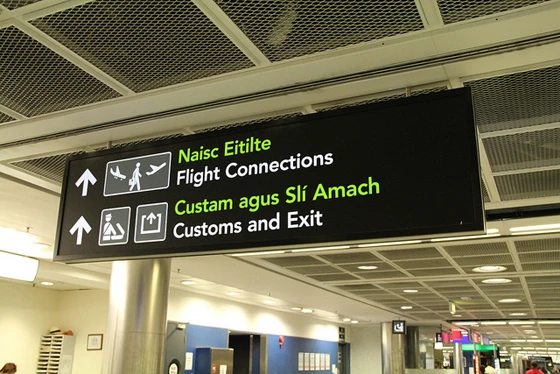 Naisc Eitilte
Flight Connections
Custam agus Slí Amach
Customs and Exit